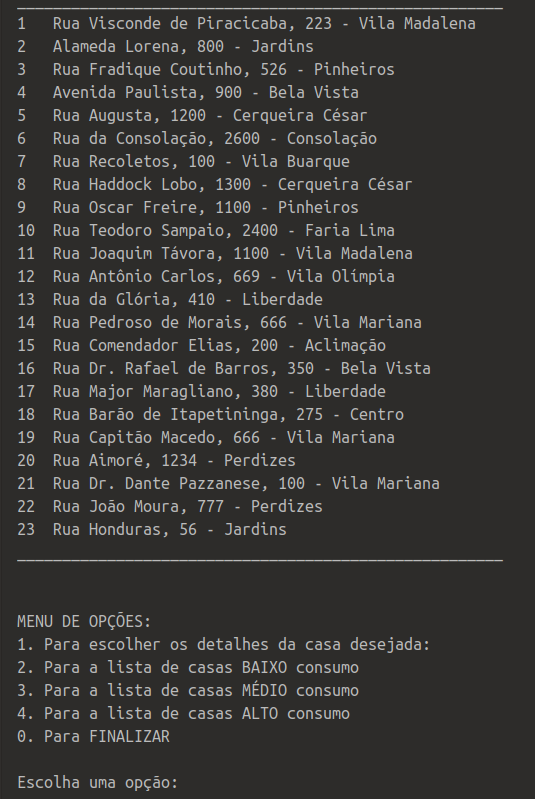 1 Rua Visconde de Piracicaba, 223 - Vila Madalena
2 Alameda Lorena, 800 - Jardins
3 Rua Fradique Coutinho, 526 - Pinheiros
4 Avenida Paulista, 900 - Bela Vista
5 Rua Augusta, 1200 - Cerqueira César
6 Rua da Consolação, 2600 - Consolação
7 Rua Recoletos, 100 - Vila Buarque
8 Rua Haddock Lobo, 1300 - Cerqueira César
9 Rua Oscar Freire, 1100 - Pinheiros
10 Rua Teodoro Sampaio, 2400 - Faria Lima
11 Rua Joaquim Távora, 1100 - Vila Madalena
12 Rua Antônio Carlos, 669 - Vila Olímpia
13 Rua da Glória, 410 - Liberdade
14 Rua Pedroso de Morais, 666 - Vila Mariana
15 Rua Comendador Elias, 200 - Aclimação
16 Rua Dr. Rafael de Barros, 350 - Bela Vista
17 Rua Major Maragliano, 380 - Liberdade
18 Rua Barão de Itapetininga, 275 - Centro
19 Rua Capitão Macedo, 666 - Vila Mariana
20 Rua Aimoré, 1234 - Perdizes
21 Rua Dr. Dante Pazzanese, 100 - Vila Mariana
22 Rua João Moura, 777 - Perdizes
23 Rua Honduras, 56 - Jardins
MENU DE OPÇÕES:
1. Para escolher os detalhes da casa desejada:
2. Para a lista de casas BAIXO consumo
3. Para a lista de casas MÉDIO consumo
4. Para a lista de casas ALTO consumo
0. Para FINALIZAR
Escolha uma opção: